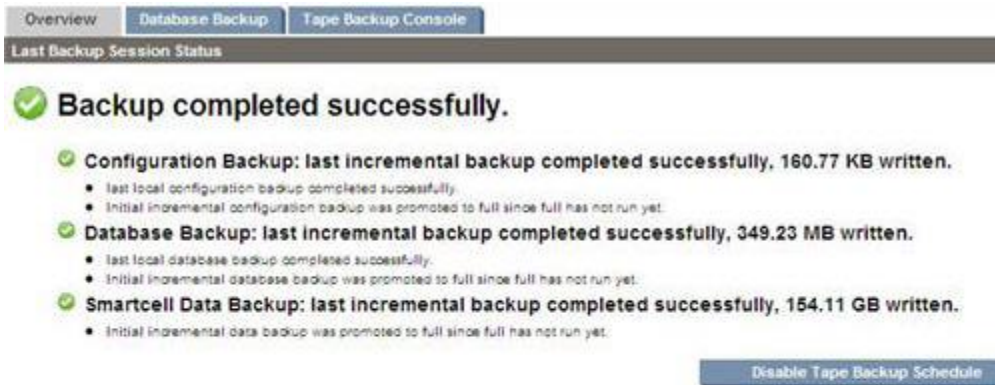 Overview Database Backup Tape Backup Console
Last Backup Session Status
Backup completed successfully.
Configuration Backup: last incremental backup completed successfully, 160.77 KB written.
last local configuration backup completed successfully.
Initial incremental configuration backup was promoted to full since full has not run yet.
Database Backup: last incremental backup completed successfully, 349.23 MB written.
last local database backup completed successfully.
Initial incremental database backup was promoted to full since full has not run yet.
Smartcell Data Backup: last incremental backup completed successfully, 154.11 GB written.
Initial incremental data backup was promoted to full since full has not run yet.
Disable Tape Backup Schedule